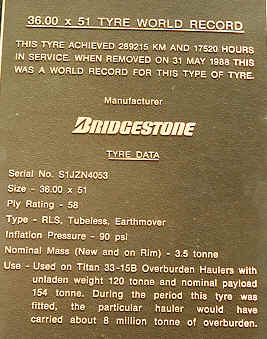 36.00 x 51 TYRE WORLD RECORD
THIS TYRE ACHIEVED 289215 KM AND 17520 HOURS
IN SERVICE. WHEN REMOVED ON 31 MAY 1988 THIS
WAS A WORLD RECORD FOR THIS TYPE OF TYRE.
Manufacturer
BRIDGESTONE
TYRE DATA
Serial No. S1JZN4053
Size - 36.00 x 51
Ply Rating - 58
Type - RLS, Tubeless, Earthmover
Inflation Pressure - 90 psi
Nominal Mass (New and on Rim) - 3.5 tonne
Use - Used on Titan 33-15B Overburden Haulers with
unladen weight 120 tonne and nominal payload
154 tonne. During the period this tyre was
fitted, the particular hauler would have
carried about 8 million tonne of overburden.